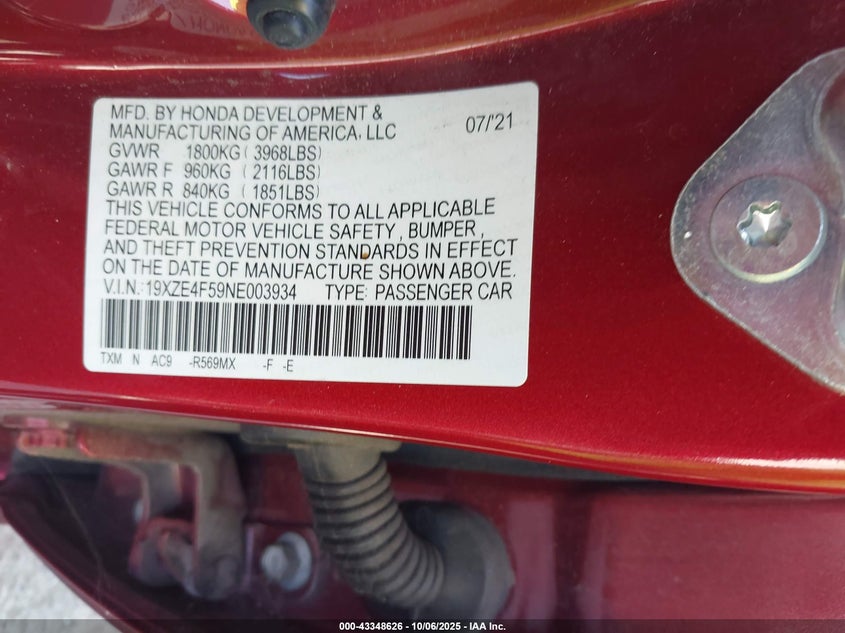 MFD. BY HONDA DEVELOPMENT &
MANUFACTURING OF AMERICA, LLC 07/'21
GVWR 1800KG ( 3968LBS)
GAWR F 960KG ( 2116LBS)
GAWR R 840KG ( 1851LBS)
THIS VEHICLE CONFORMS TO ALL APPLICABLE
FEDERAL MOTOR VEHICLE SAFETY, BUMPER,
AND THEFT PREVENTION STANDARDS IN EFFECT
ON THE DATE OF MANUFACTURE SHOWN ABOVE.
V.I.N.:19XZE4F59NE003934 TYPE: PASSENGER CAR
TXM N AC9 -R569MX -F -E
000-43348626 - 10/06/2025 - IAA Inc.